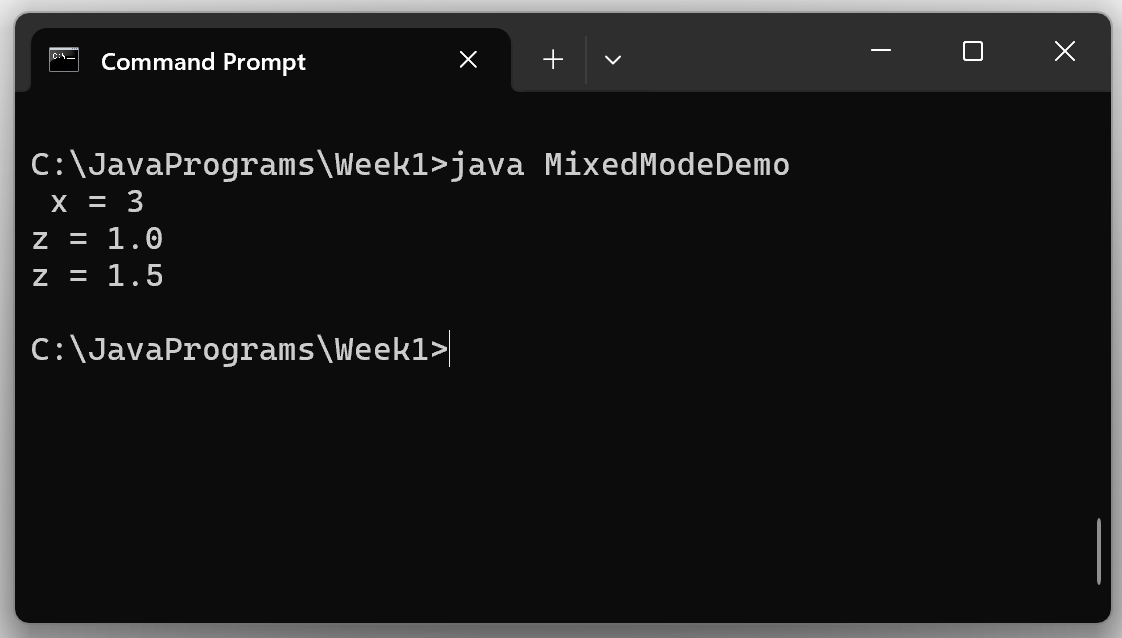 Command Prompt
C:\JavaPrograms\Week1>java MixedModeDemo
 x = 3
z = 1.0
z = 1.5
C:\JavaPrograms\Week1>